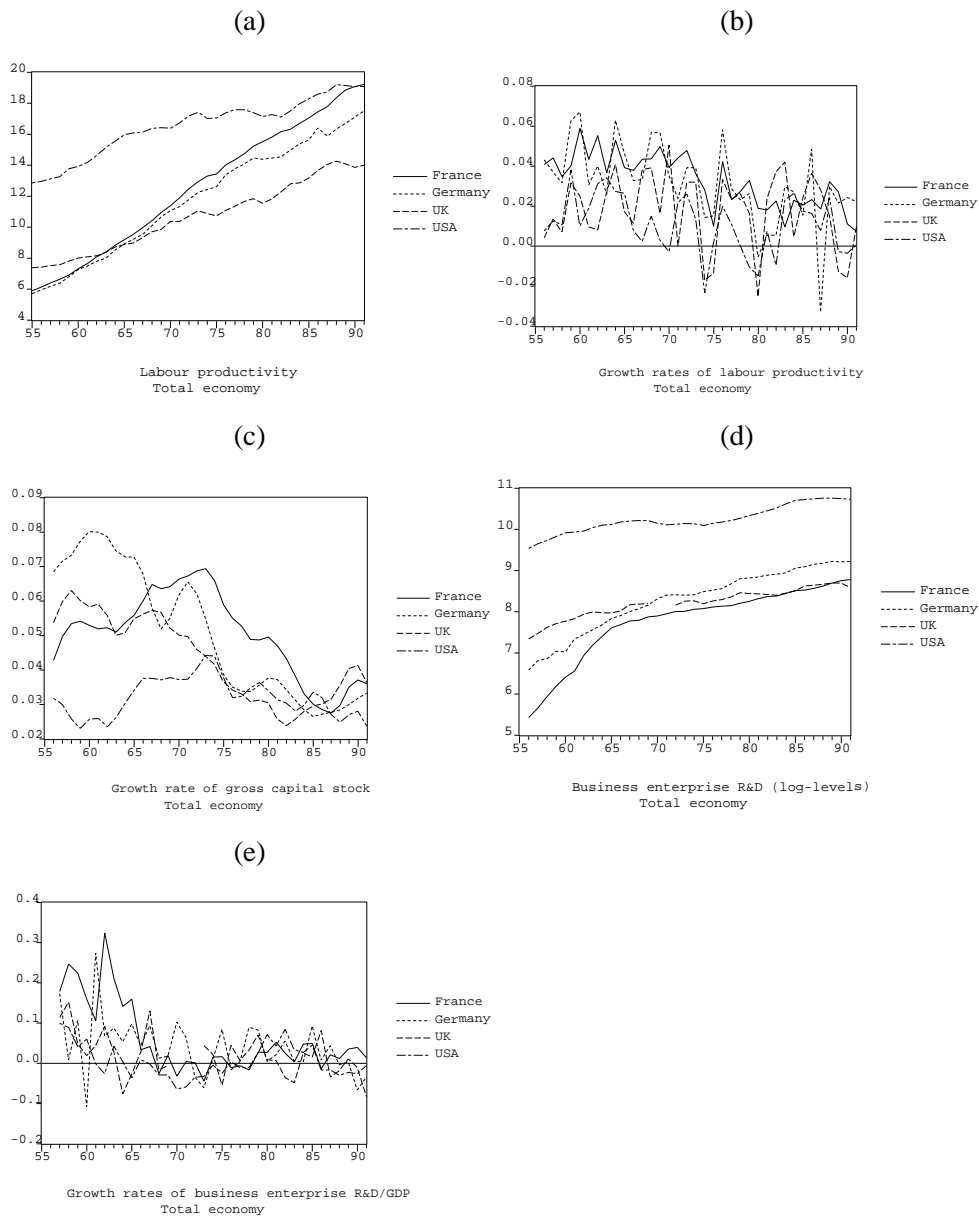 (a)
20
18
16
14
12
10
8
6
4
55 60 65 70 75 80 85 90
France
Germany
UK
USA
Labour productivity
Total economy
(b)
0.08
0.06
0.04
0.02
0.00
-0.02
-0.04
55 60 65 70 75 80 85 90
France
Germany
UK
USA
Growth rates of labour productivity
Total economy
(c)
0.09
0.08
0.07
0.06
0.05
0.04
0.03
0.02
55 60 65 70 75 80 85 90
France
Germany
UK
USA
Growth rate of gross capital stock
Total economy
(d)
11
10
9
8
7
6
5
55 60 65 70 75 80 85 90
France
Germany
UK
USA
Business enterprise R&D (log-levels)
Total economy
(e)
0.4
0.3
0.2
0.1
0.0
-0.1
-0.2
55 60 65 70 75 80 85 90
France
Germany
UK
USA
Growth rates of business enterprise R&D/GDP
Total economy